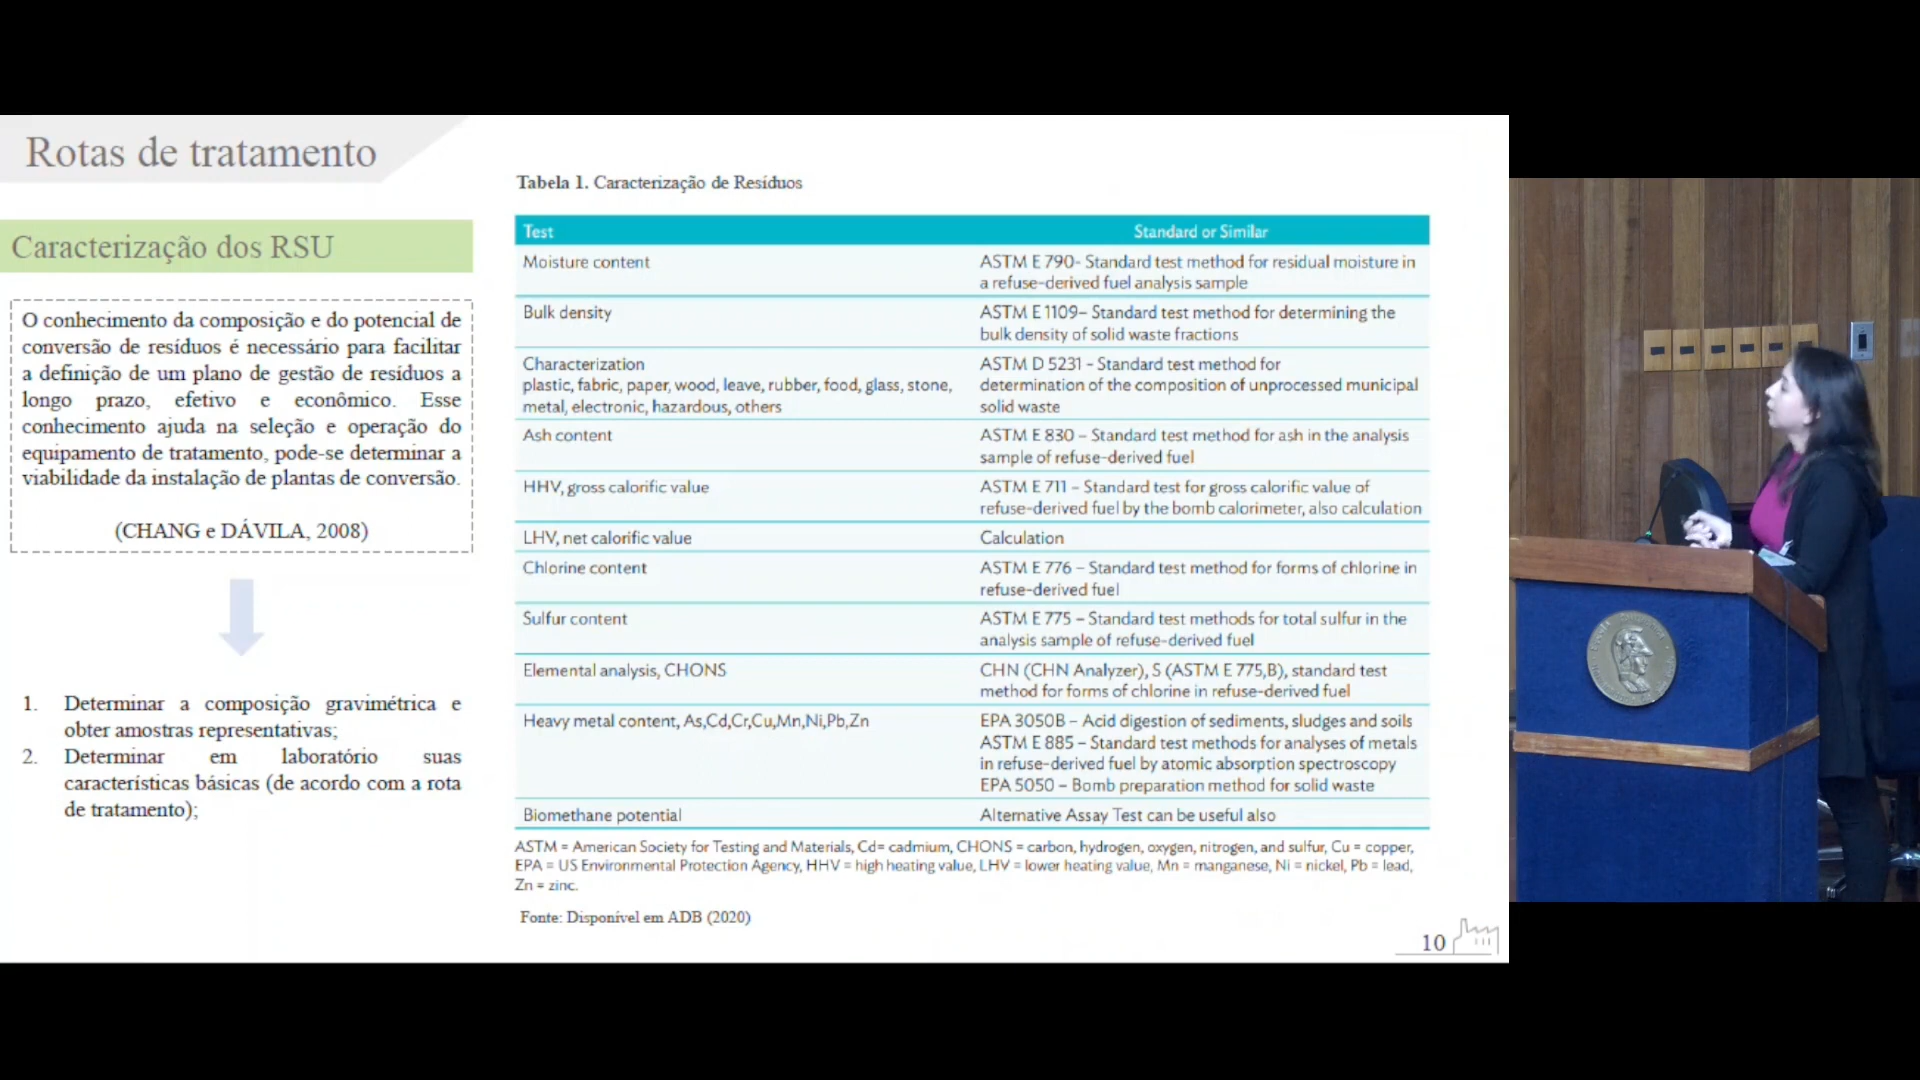 Rotas de tratamento
Caracterização dos RSU
O conhecimento da composição e do potencial de
conversão de resíduos é necessário para facilitar
a definição de um plano de gestão de resíduos a
longo prazo, efetivo e econômico. Esse
conhecimento ajuda na seleção e operação do
equipamento de tratamento, pode-se determinar a
viabilidade da instalação de plantas de conversão.
(CHANG e DÁVILA, 2008)
1. Determinar a composição gravimétrica e
obter amostras representativas;
2. Determinar em laboratório suas
características básicas (de acordo com a rota
de tratamento);
Tabela 1. Caracterização de Resíduos
Test Standard or Similar
Moisture content ASTM E 790- Standard test method for residual moisture in
a refuse-derived fuel analysis sample
Bulk density ASTM E 1109– Standard test method for determining the
bulk density of solid waste fractions
Characterization ASTM D 5231 - Standard test method for
plastic, fabric, paper, wood, leave, rubber, food, glass, stone, determination of the composition of unprocessed municipal
metal, electronic, hazardous, others solid waste
Ash content ASTM E 830 – Standard test method for ash in the analysis
sample of refuse-derived fuel
HHV, gross calorific value ASTM E 711 – Standard test for gross calorific value of
refuse-derived fuel by the bomb calorimeter, also calculation
LHV, net calorific value Calculation
Chlorine content ASTM E 776 – Standard test method for forms of chlorine in
refuse-derived fuel
Sulfur content ASTM E 775 – Standard test methods for total sulfur in the
analysis sample of refuse-derived fuel
Elemental analysis, CHONS CHN (CHN Analyzer), S (ASTM E 775,B), standard test
method for forms of chlorine in refuse-derived fuel
Heavy metal content, As,Cd,Cr,Cu,Mn,Ni,Pb,Zn EPA 3050B – Acid digestion of sediments, sludges and soils
ASTM E 885 – Standard test methods for analyses of metals
in refuse-derived fuel by atomic absorption spectroscopy
EPA 5050 – Bomb preparation method for solid waste
Biomethane potential Alternative Assay Test can be useful also
ASTM = American Society for Testing and Materials, Cd= cadmium, CHONS = carbon, hydrogen, oxygen, nitrogen, and sulfur, Cu = copper,
EPA = US Environmental Protection Agency, HHV = high heating value, LHV = lower heating value, Mn = manganese, Ni = nickel, Pb = lead,
Zn = zinc.
Fonte: Disponível em ADB (2020)
10